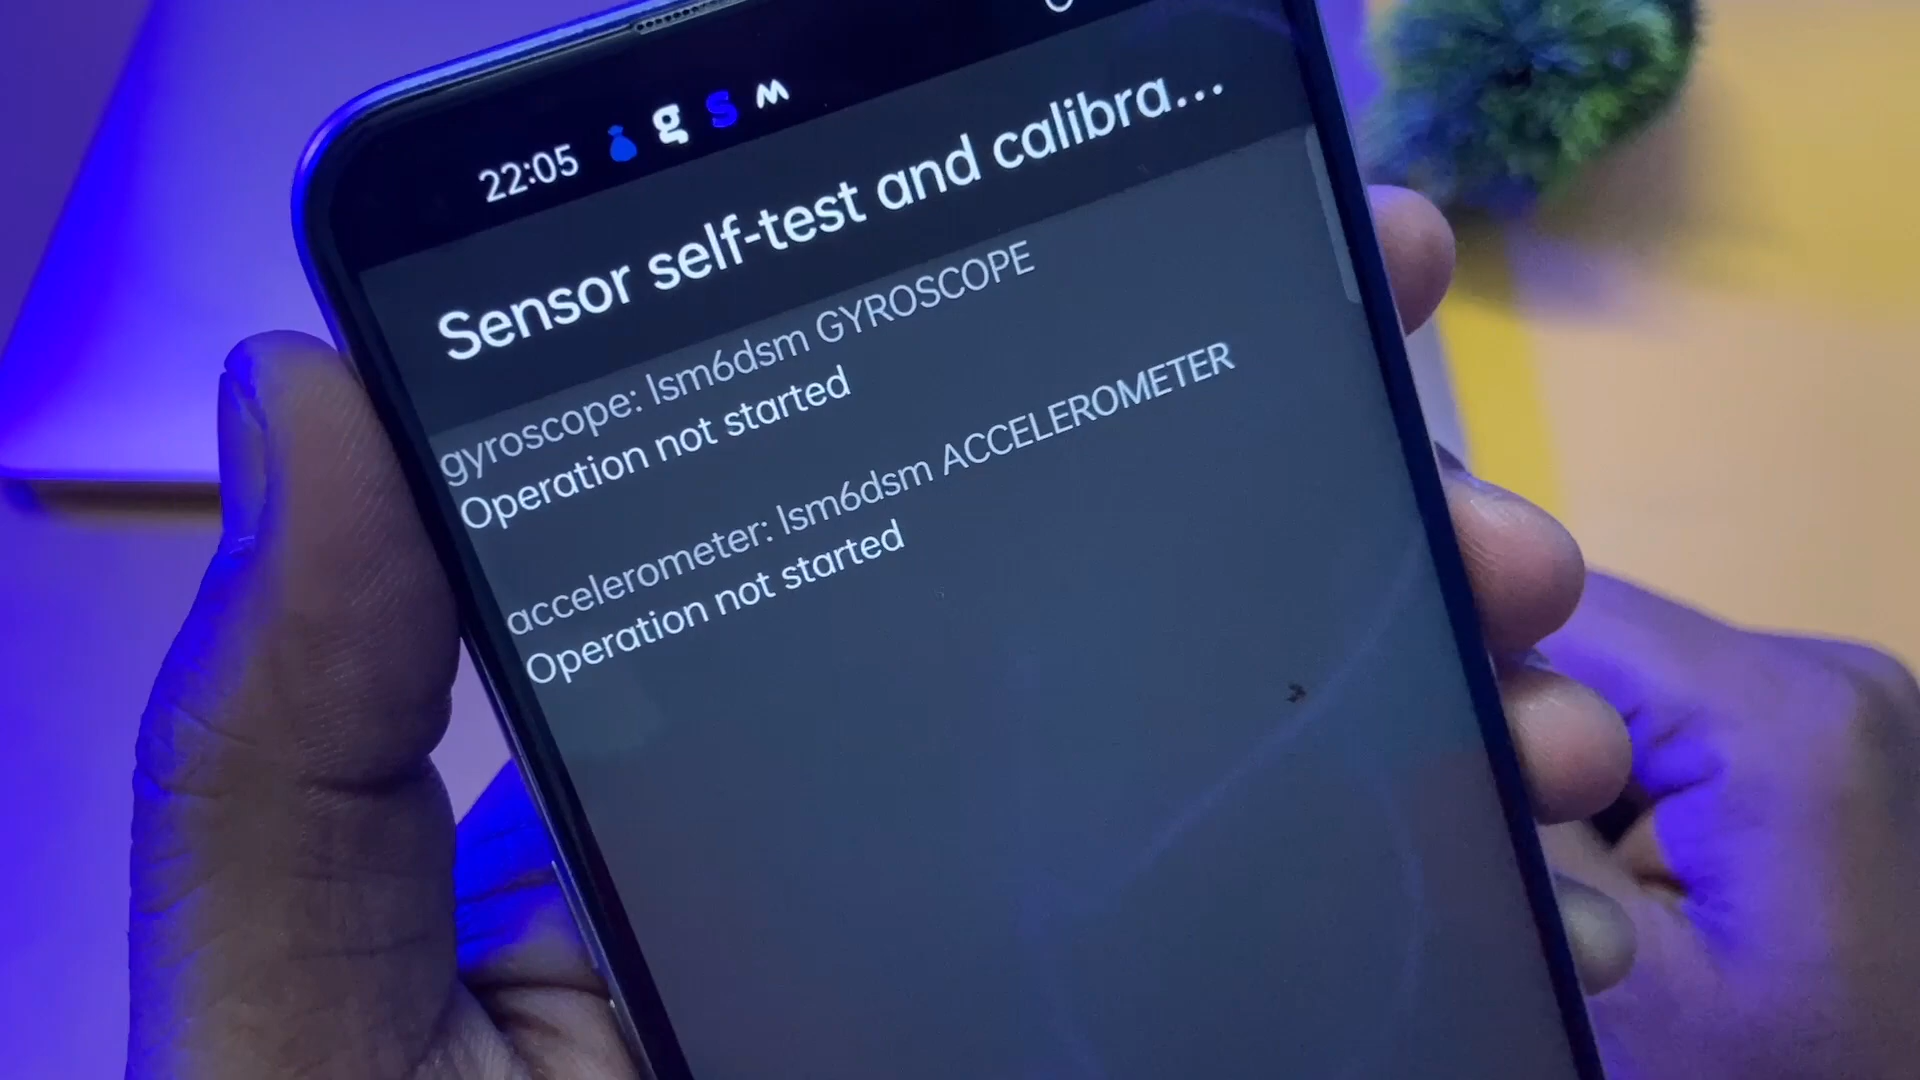 22:05 g S M
Sensor self-test and calibra...
gyroscope: lsm6dsm GYROSCOPE
Operation not started
accelerometer: lsm6dsm ACCELEROMETER
Operation not started